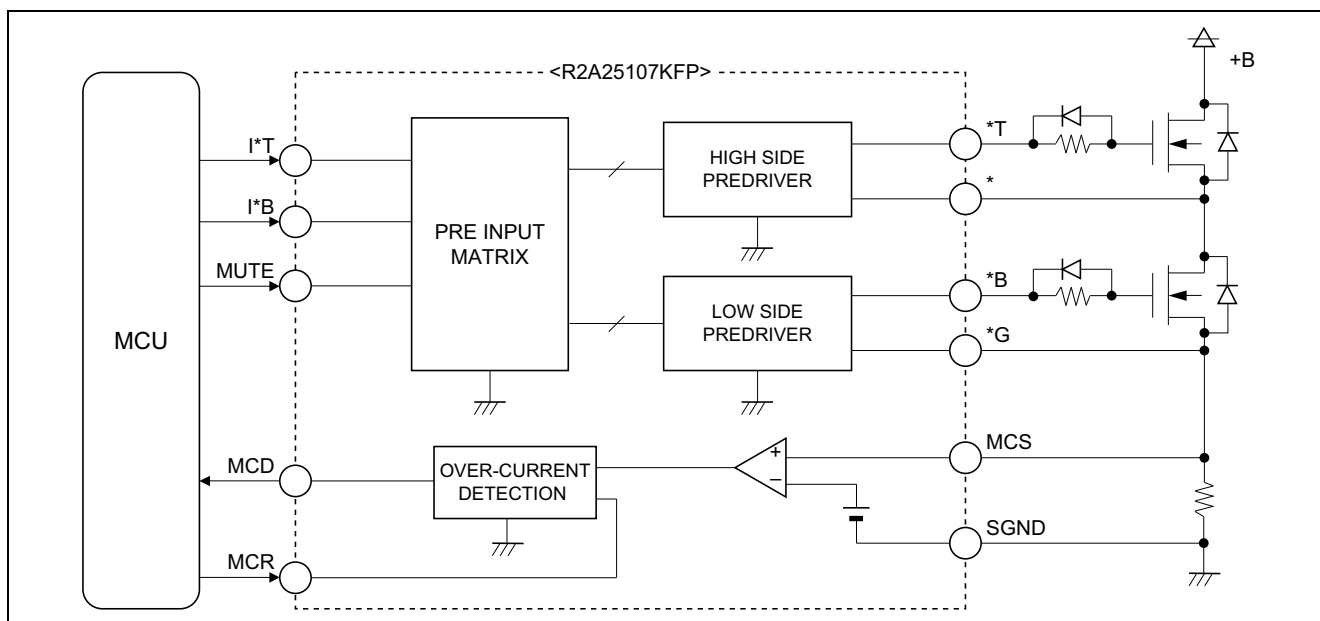 <R2A25107KFP>
+B
MCU
I*T
I*B
MUTE
PRE INPUT
MATRIX
HIGH SIDE
PREDRIVER
*T
*
LOW SIDE
PREDRIVER
*B
*G
MCD
OVER-CURRENT
DETECTION
+
−
MCS
SGND
MCR